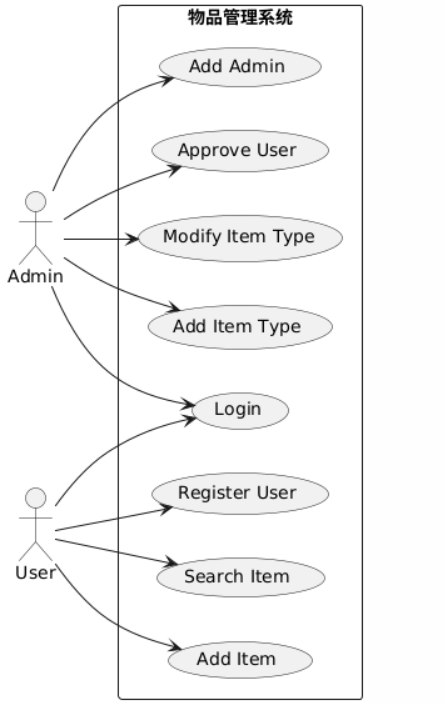 物品管理系统
Add Admin
Approve User
Modify Item Type
Admin
Add Item Type
Login
Register User
User
Search Item
Add Item